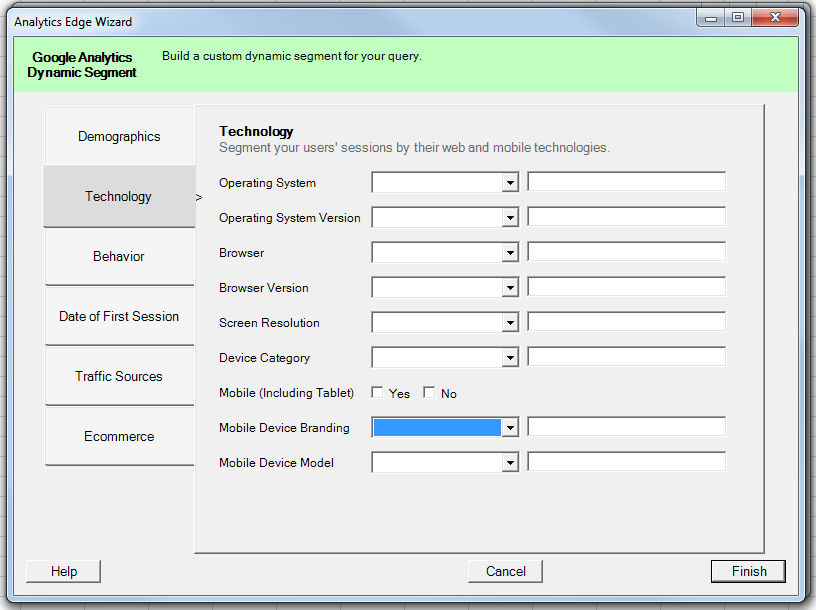 Analytics Edge Wizard
Google Analytics
Dynamic Segment
Build a custom dynamic segment for your query.
Demographics
Technology
>
Behavior
Date of First Session
Traffic Sources
Ecommerce
Technology
Segment your users' sessions by their web and mobile technologies.
Operating System
Operating System Version
Browser
Browser Version
Screen Resolution
Device Category
Mobile (Including Tablet) Yes No
Mobile Device Branding
Mobile Device Model
Help
Cancel
Finish